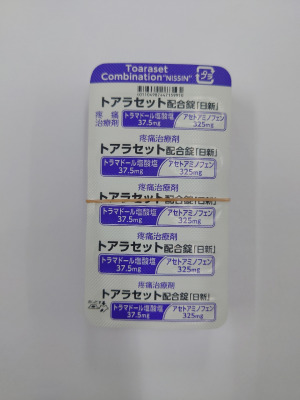 Toaraset
Combination"NISSIN"
プラ
トアラセット配合錠「日新」
疼痛
治療剤
トラマドール塩酸塩 アセトアミノフェン
37.5mg 325mg
疼痛治療剤
トアラセット配合錠「日新」
トラマドール塩酸塩 アセトアミノフェン
37.5mg 325mg
疼痛治療剤
トアラセット配合錠「日新」
トラマドール塩酸塩 アセトアミノフェン
37.5mg 325mg
疼痛治療剤
トアラセット配合錠「日新」
トラマドール塩酸塩 アセトアミノフェン
37.5mg 325mg
疼痛治療剤
トアラセット配合錠「日新」
トラマドール塩酸塩 アセトアミノフェン
37.5mg 325mg